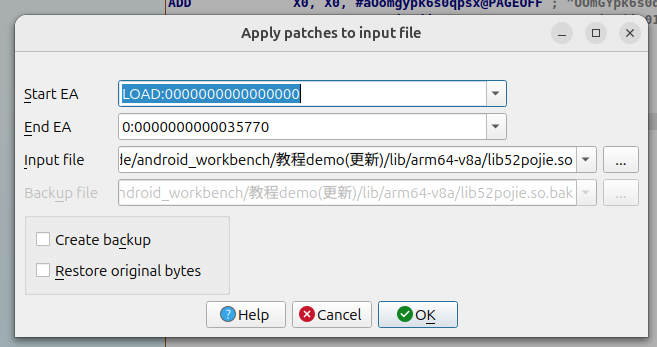 ADD X0, X0, #aOomgypk6s0qpsx@PAGEOFF ; "OOmGYpk6s0q
Apply patches to input file
Start EA LOAD:0000000000000000
End EA 0:0000000000035770
Input file de/android_workbench/教程demo(更新)/lib/arm64-v8a/lib52pojie.so ...
Backup file ndroid_workbench/教程demo(更新)/lib/arm64-v8a/lib52pojie.so.bak ...
Create backup
Restore original bytes
Help Cancel OK